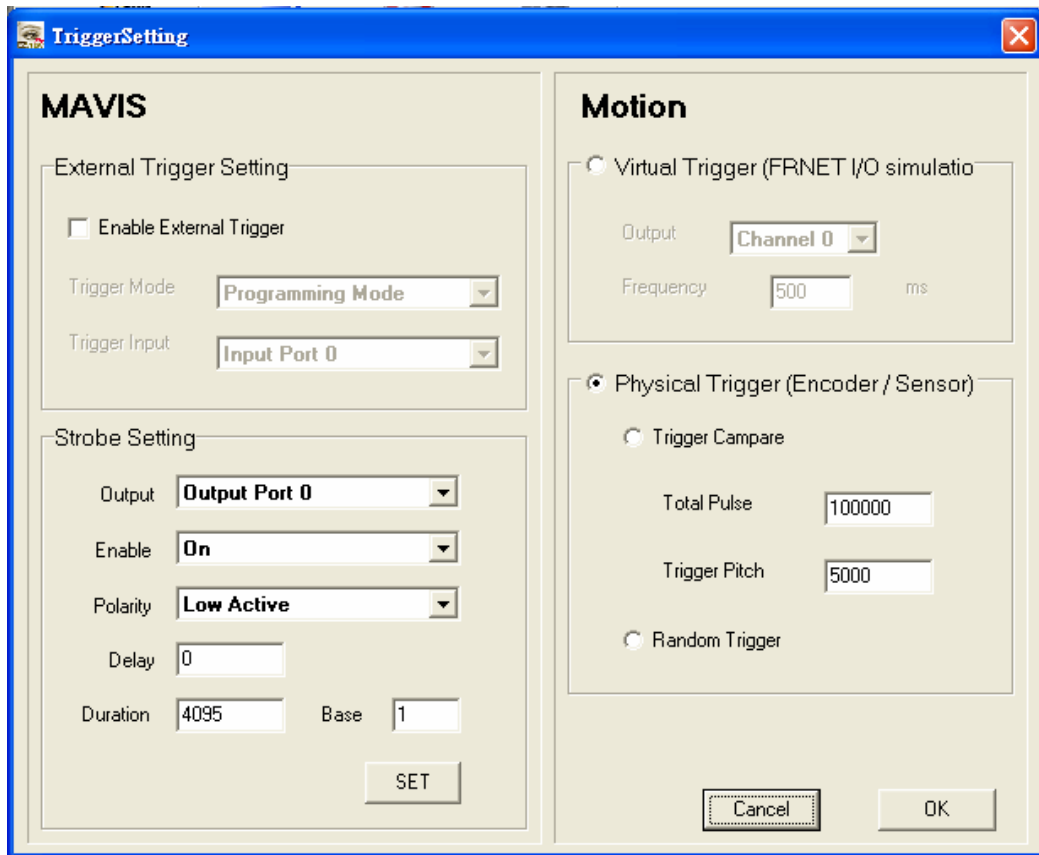 TriggerSetting
MAVIS
External Trigger Setting
Enable External Trigger
Trigger Mode Programming Mode
Trigger Input Input Port 0
Strobe Setting
Output Output Port 0
Enable On
Polarity Low Active
Delay 0
Duration 4095 Base 1
SET
Motion
Virtual Trigger (FRNET I/O simulatio
Output Channel 0
Frequency 500 ms
Physical Trigger (Encoder / Sensor)
Trigger Campare
Total Pulse 100000
Trigger Pitch 5000
Random Trigger
Cancel OK